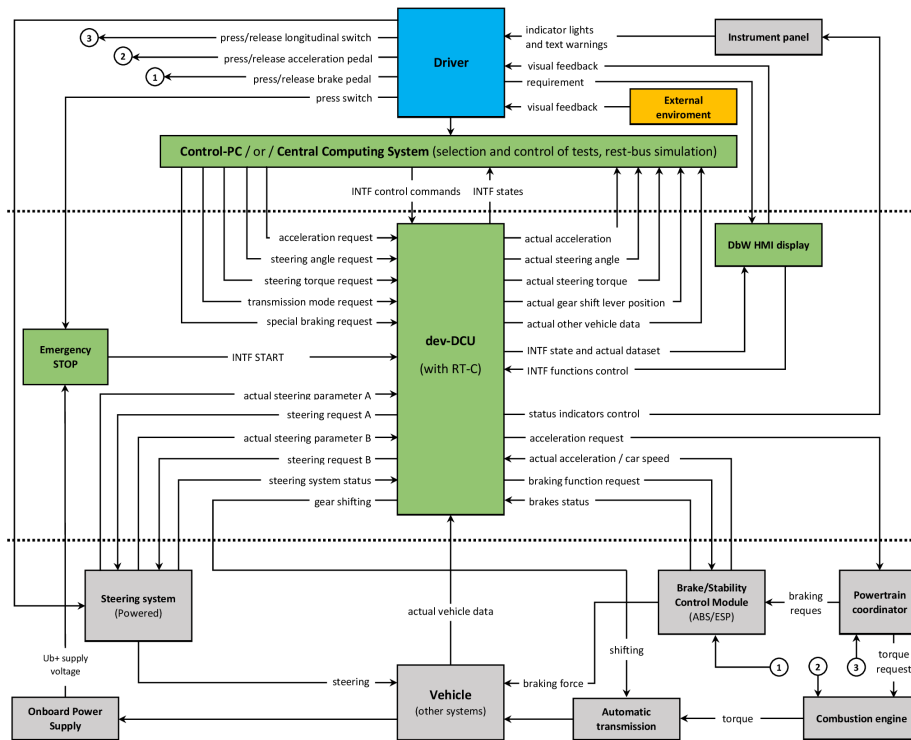 3
press/release longitudinal switch
2
press/release acceleration pedal
1
press/release brake pedal
press switch
Driver
indicator lights
and text warnings
Instrument panel
visual feedback
requirement
visual feedback
External
enviroment
Control-PC / or / Central Computing System (selection and control of tests, rest-bus simulation)
INTF control commands
INTF states
acceleration request
steering angle request
steering torque request
transmission mode request
special braking request
actual acceleration
actual steering angle
actual steering torque
actual gear shift lever position
actual other vehicle data
DbW HMI display
Emergency
STOP
INTF START
dev-DCU
(with RT-C)
INTF state and actual dataset
INTF functions control
actual steering parameter A
steering request A
actual steering parameter B
steering request B
steering system status
gear shifting
status indicators control
acceleration request
actual acceleration / car speed
braking function request
brakes status
Steering system
(Powered)
actual vehicle data
Brake/Stability
Control Module
(ABS/ESP)
braking
reques
Powertrain
coordinator
Ub+ supply
voltage
steering
shifting
1
2
3
torque
request
Onboard Power
Supply
Vehicle
(other systems)
braking force
Automatic
transmission
torque
Combustion engine